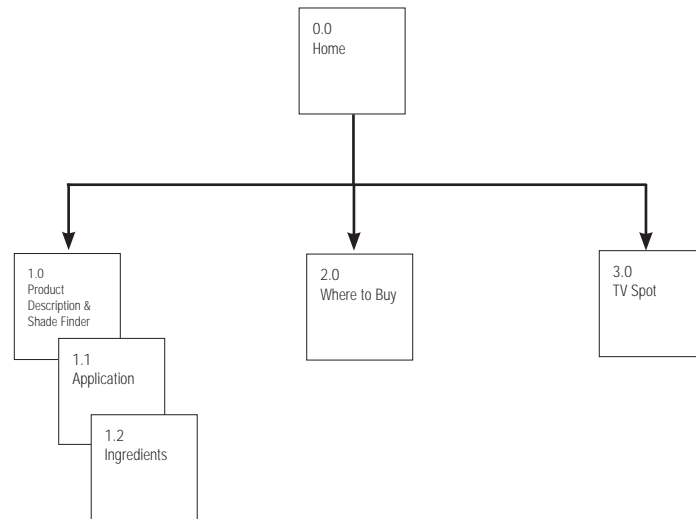 0.0
Home
1.0
Product
Description &
Shade Finder
2.0
Where to Buy
3.0
TV Spot
1.1
Application
1.2
Ingredients